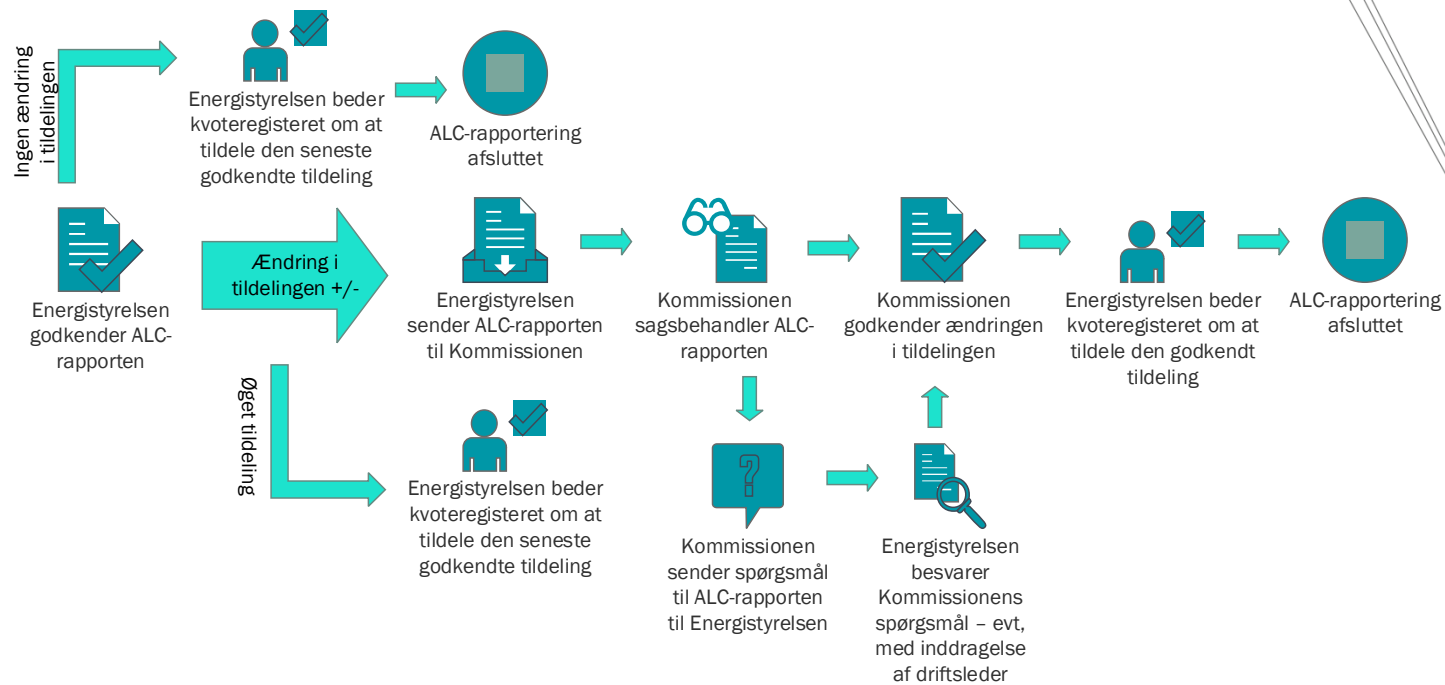 Ingen ændring
i tildelingen
Energistyrelsen beder
kvoteregisteret om at
tildele den seneste
godkendte tildeling
ALC-rapportering
afsluttet
Energistyrelsen
godkender ALC-
rapporten
Ændring i
tildelingen +/-
Energistyrelsen
sender ALC-rapporten
til Kommissionen
Kommissionen
sagsbehandler ALC-
rapporten
Kommissionen
godkender ændringen
i tildelingen
Energistyrelsen beder
kvoteregisteret om at
tildele den godkendt
tildeling
ALC-rapportering
afsluttet
Øget tildeling
Energistyrelsen beder
kvoteregisteret om at
tildele den seneste
godkendte tildeling
?
Kommissionen
sender spørgsmål
til ALC-rapporten
til Energistyrelsen
Energistyrelsen
besvarer
Kommissionens
spørgsmål – evt,
med inddragelse
af driftsleder